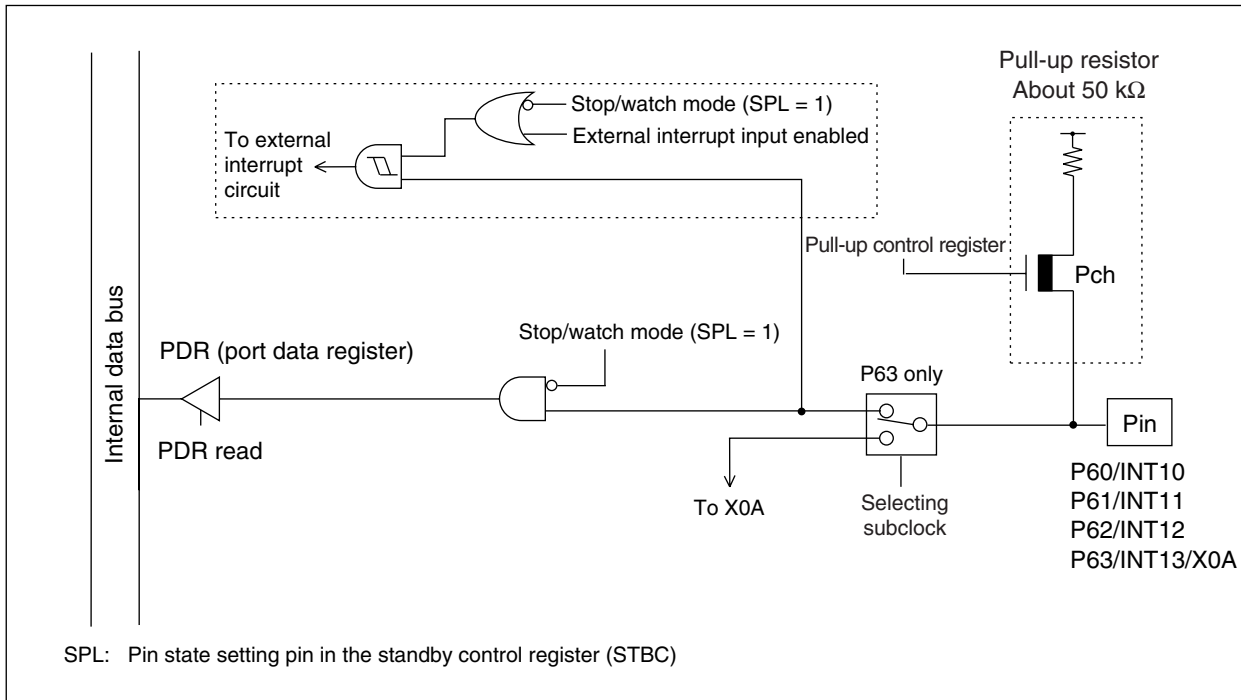 Pull-up resistor
About 50 kΩ
Stop/watch mode (SPL = 1)
External interrupt input enabled
To external
interrupt
circuit
Pull-up control register
Pch
Internal data bus
Stop/watch mode (SPL = 1)
PDR (port data register)
PDR read
P63 only
Pin
To X0A
Selecting
subclock
P60/INT10
P61/INT11
P62/INT12
P63/INT13/X0A
SPL: Pin state setting pin in the standby control register (STBC)